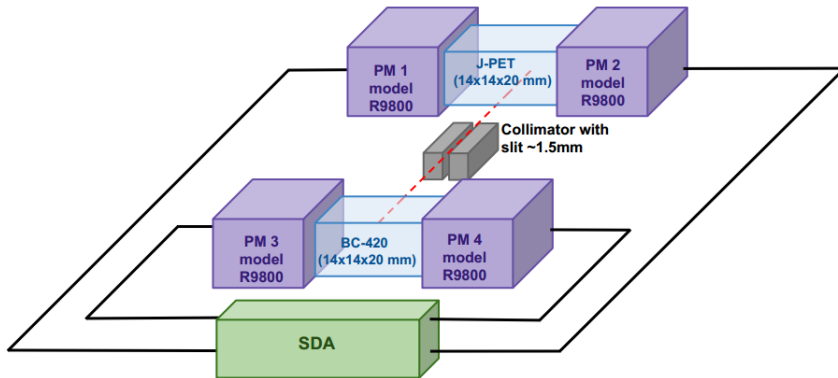 PM 1
model
R9800
J-PET
(14x14x20 mm)
PM 2
model
R9800
Collimator with
slit ~1.5mm
PM 3
model
R9800
BC-420
(14x14x20 mm)
PM 4
model
R9800
SDA